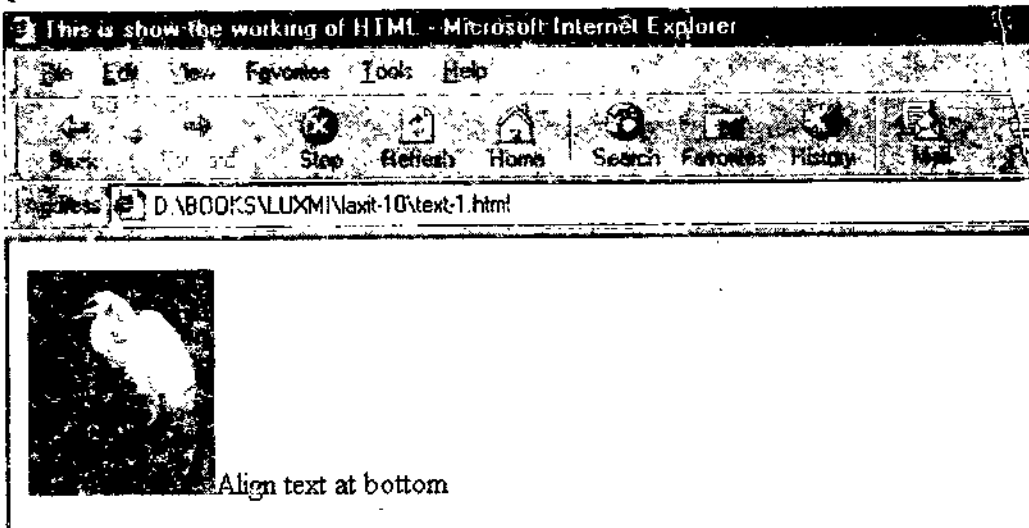 This is show the working of HTML - Microsoft Internet Explorer
File Edit View Favorites Tools Help
Back Forward Stop Refresh Home Search Favorites History Mail
Address D:\BOOKS\LUXMI\laxit-10\text-1.html
Align text at bottom